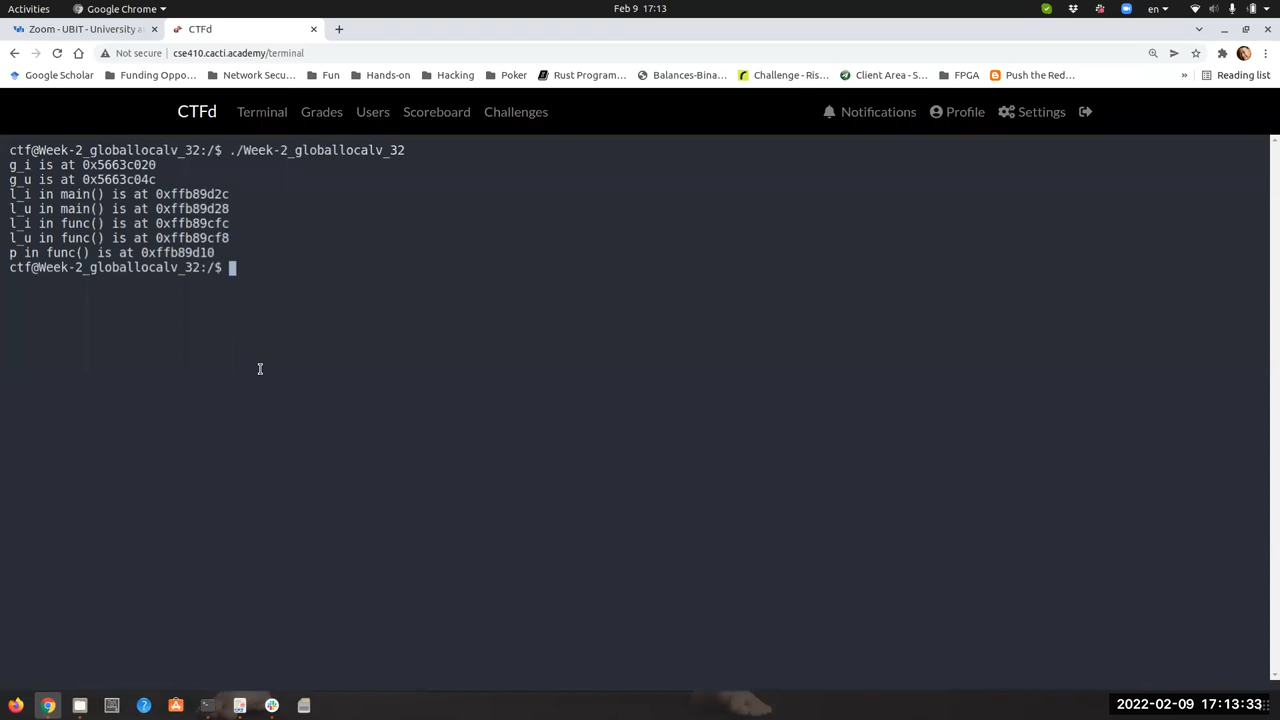 Activities
Google Chrome
Feb 9 17:13
en
Zoom - UBIT - University a
CTFd
Not secure
cse410.cacti.academy/terminal
Google Scholar
Funding Oppo...
Network Secu...
Fun
Hands-on
Hacking
Poker
Rust Program...
Balances-Bina...
Challenge - Ris...
Client Area - S...
FPGA
Push the Red...
»
Reading list
CTFd
Terminal
Grades
Users
Scoreboard
Challenges
Notifications
Profile
Settings
ctf@Week-2_globallocalv_32:/$ ./Week-2_globallocalv_32
g_i is at 0x5663c020
g_u is at 0x5663c04c
l_i in main() is at 0xffb89d2c
l_u in main() is at 0xffb89d28
l_i in func() is at 0xffb89cfc
l_u in func() is at 0xffb89cf8
p in func() is at 0xffb89d10
ctf@Week-2_globallocalv_32:/$
2022-02-09 17:13:33